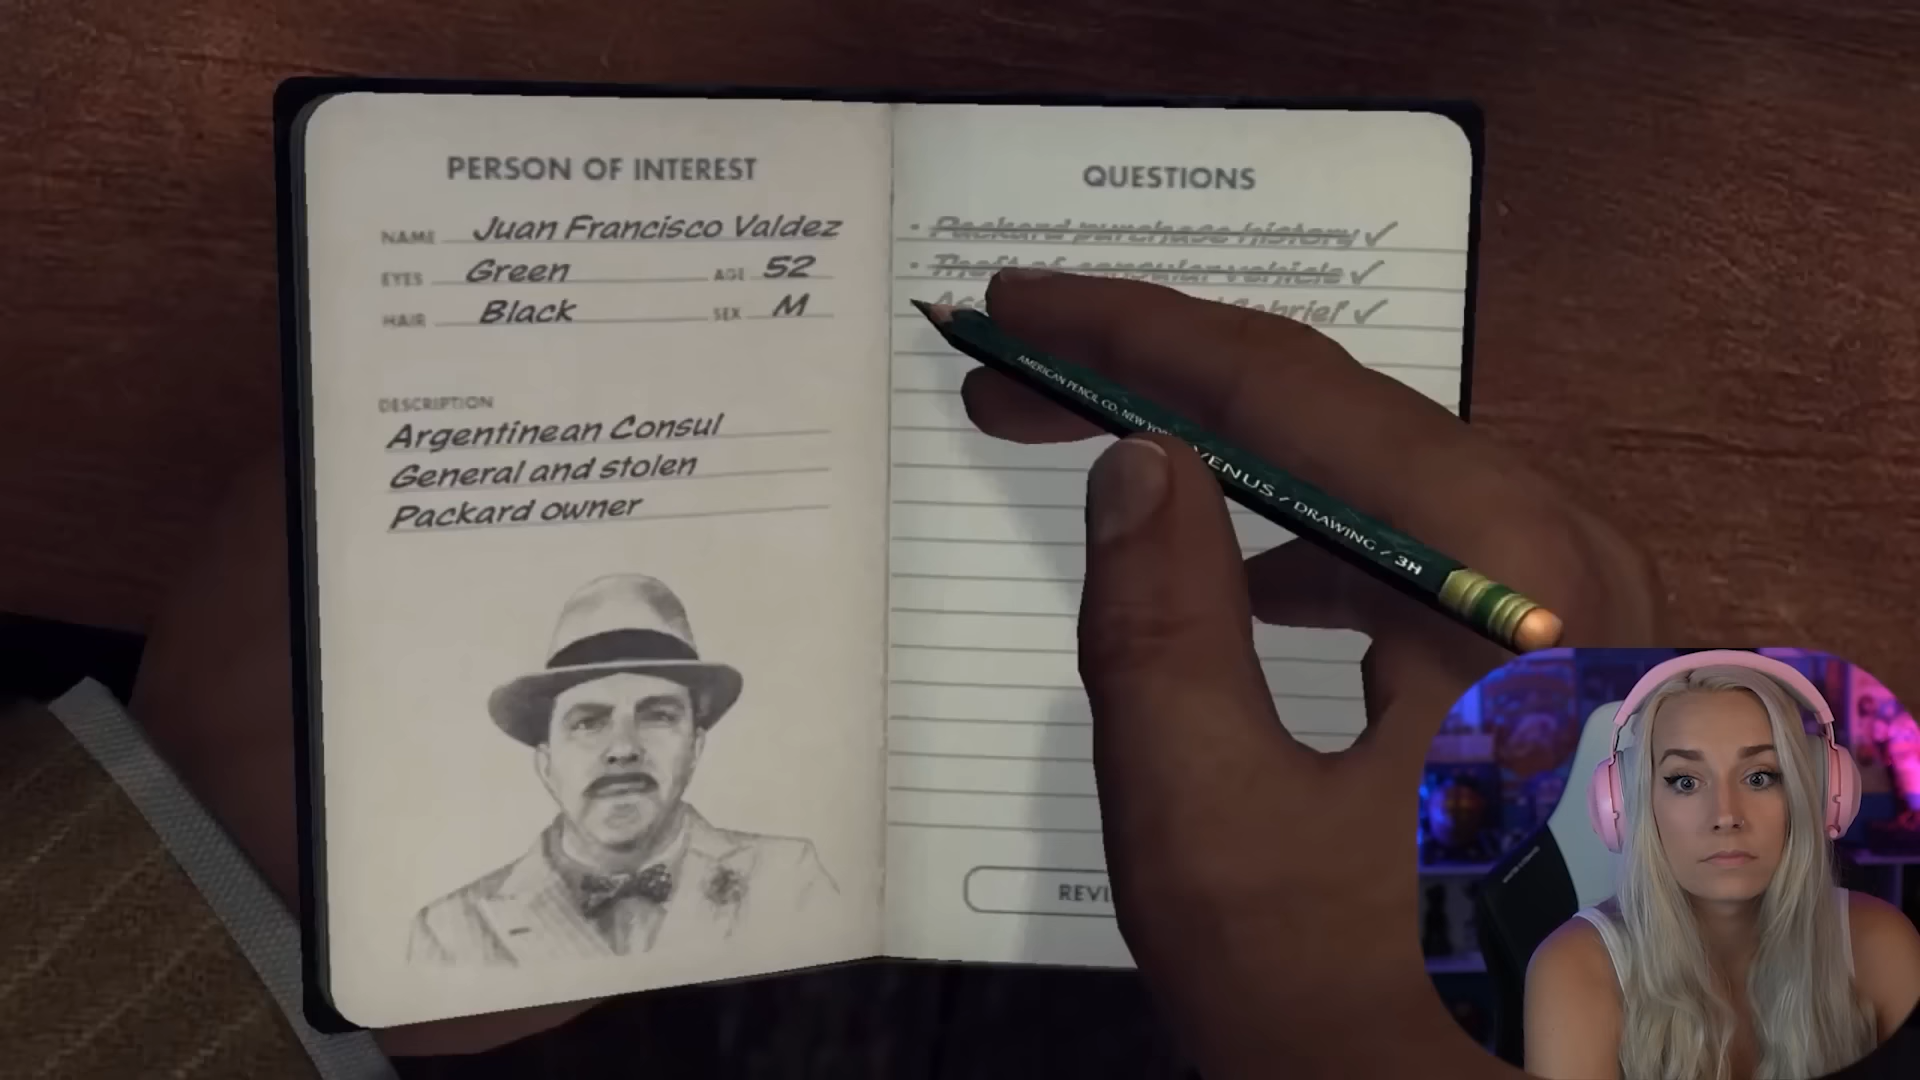 PERSON OF INTEREST
NAME Juan Francisco Valdez
EYES Green AGE 52
HAIR Black SEX M
DESCRIPTION
Argentinean Consul
General and stolen
Packard owner
QUESTIONS
• Packard purchase history ✓
• Theft of consular vehicle ✓
Gabriel ✓
AMERICAN PENCIL CO. NEW YORK
VENUS / DRAWING / 3H